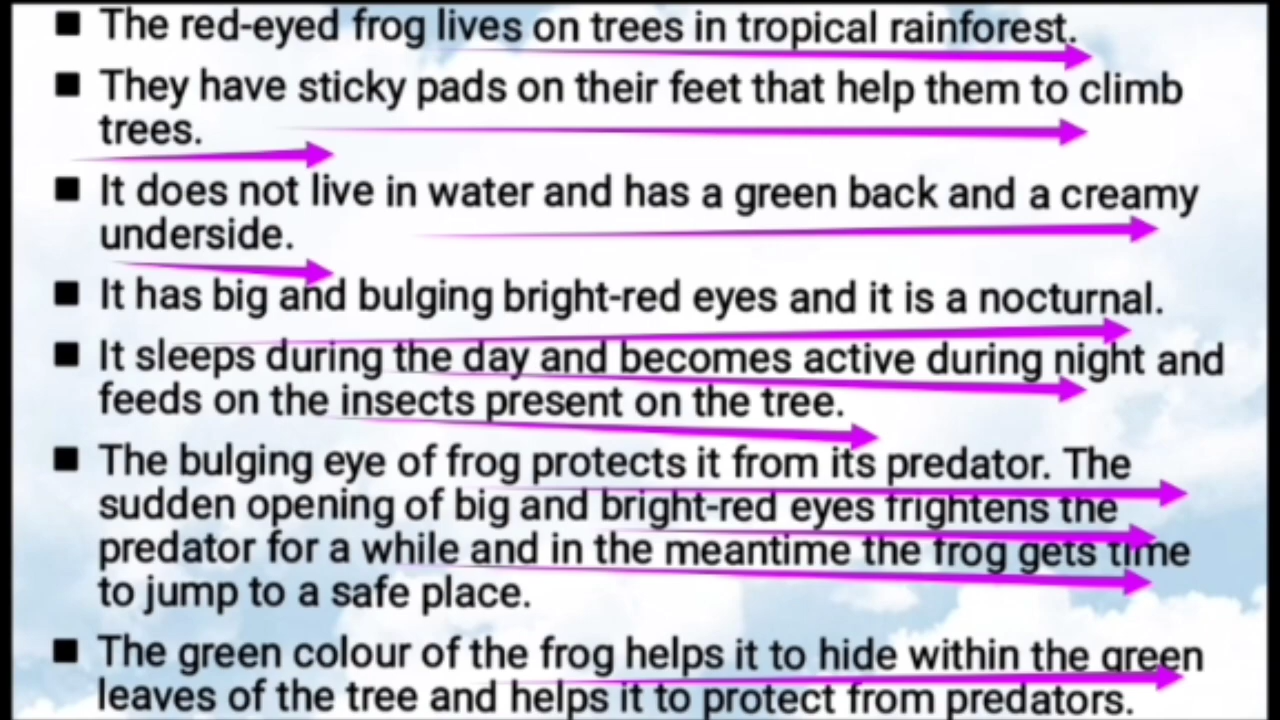 ■ The red-eyed frog lives on trees in tropical rainforest.
■ They have sticky pads on their feet that help them to climb
trees.
■ It does not live in water and has a green back and a creamy
underside.
■ It has big and bulging bright-red eyes and it is a nocturnal.
■ It sleeps during the day and becomes active during night and
feeds on the insects present on the tree.
■ The bulging eye of frog protects it from its predator. The
sudden opening of big and bright-red eyes frightens the
predator for a while and in the meantime the frog gets time
to jump to a safe place.
■ The green colour of the frog helps it to hide within the green
leaves of the tree and helps it to protect from predators.